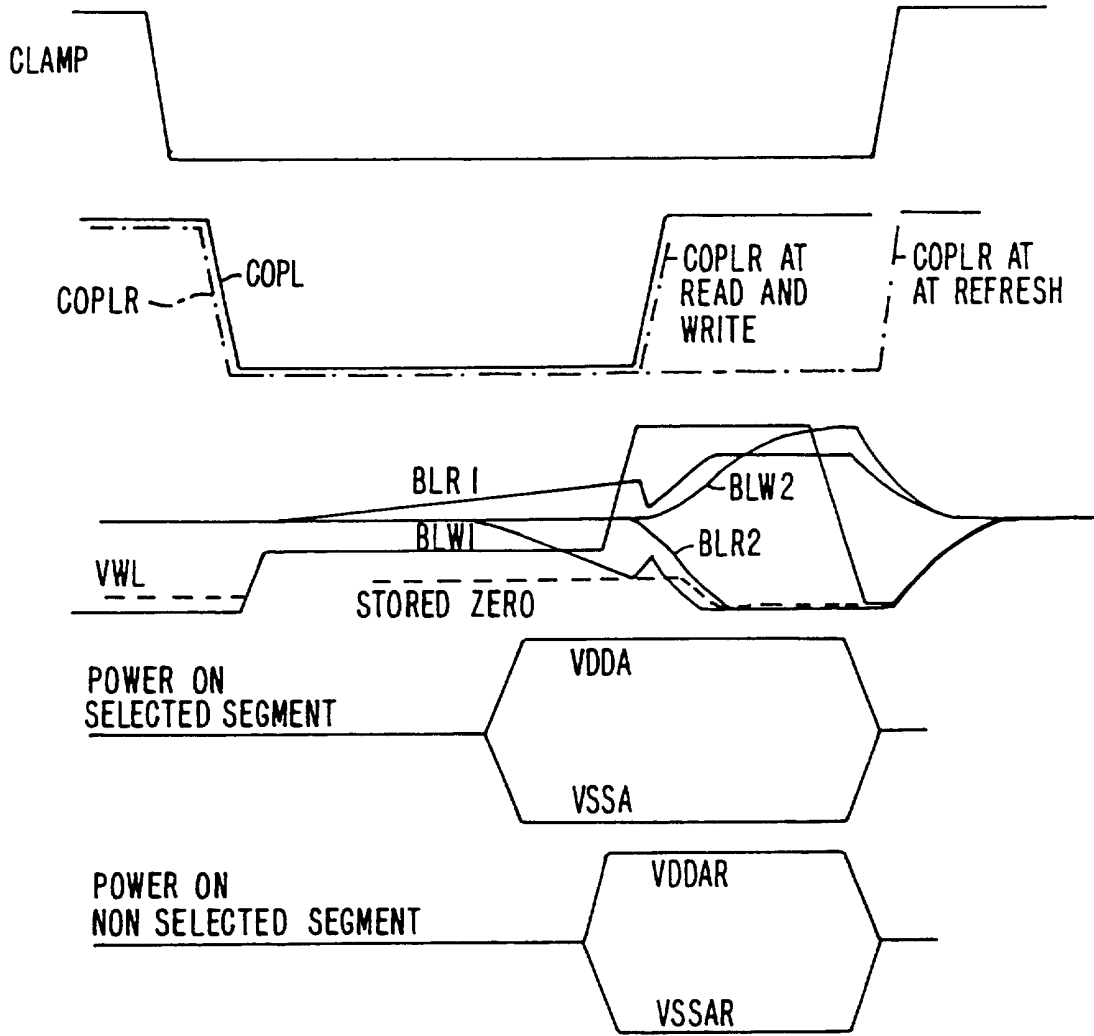 CLAMP
COPLR
COPL
COPLR AT
READ AND
WRITE
COPLR AT
AT REFRESH
BLR1
BLW2
BLW1
BLR2
VWL
STORED ZERO
POWER ON
SELECTED SEGMENT
VDDA
VSSA
POWER ON
NON SELECTED SEGMENT
VDDAR
VSSAR